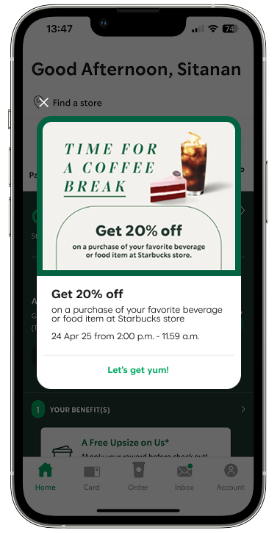 13:47
74
Good Afternoon, Sitanan
Find a store
TIME FOR
A COFFEE
BREAK
Get 20% off
on a purchase of your favorite beverage
or food item at Starbucks store.
Get 20% off
on a purchase of your favorite beverage
or food item at Starbucks store
24 Apr 25 from 2:00 p.m. - 11.59 a.m.
Let's get yum!
1 YOUR BENEFIT(S)
A Free Upsize on Us*
Home Card Order Inbox Account